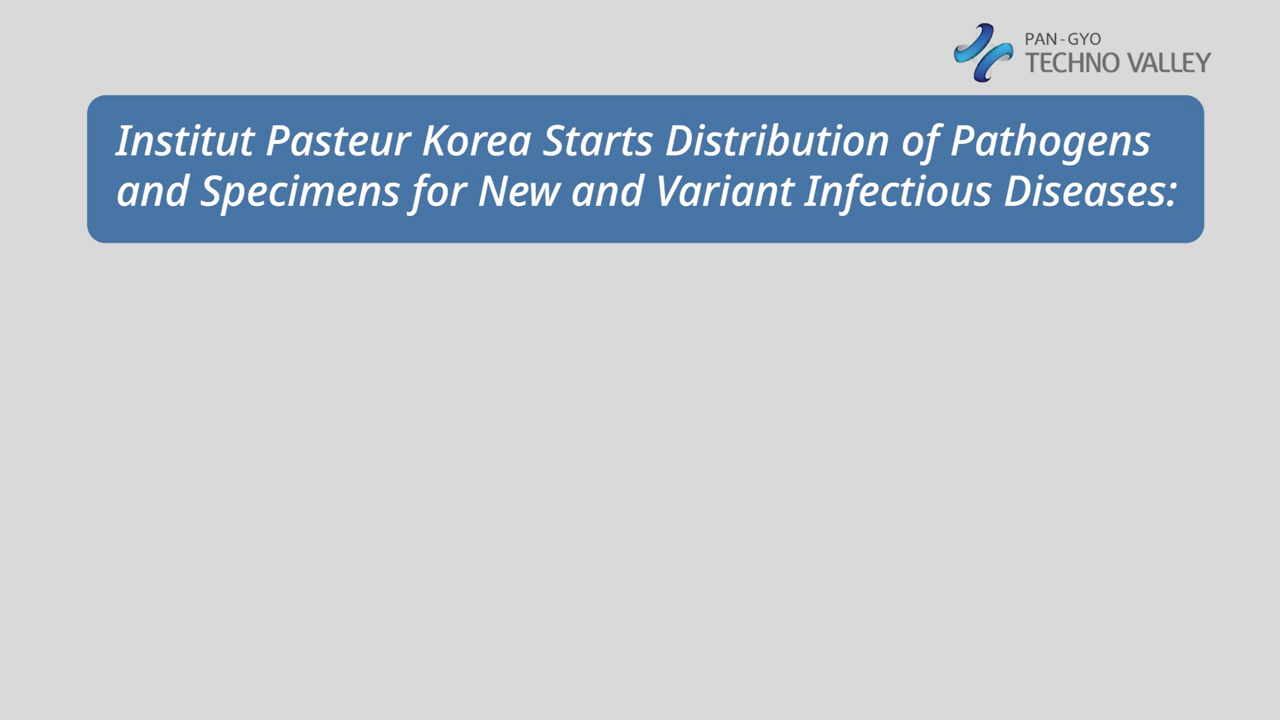 PAN-GYO
TECHNO VALLEY
Institut Pasteur Korea Starts Distribution of Pathogens
and Specimens for New and Variant Infectious Diseases: